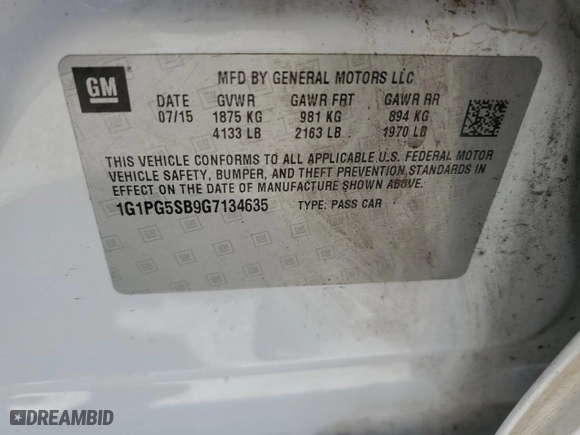 GM
MFD BY GENERAL MOTORS LLC
DATE GVWR GAWR FRT GAWR RR
07/15 1875 KG 981 KG 894 KG
4133 LB 2163 LB 1970 LB
THIS VEHICLE CONFORMS TO ALL APPLICABLE U.S. FEDERAL MOTOR
VEHICLE SAFETY, BUMPER, AND THEFT PREVENTION STANDARDS IN
EFFECT ON THE DATE OF MANUFACTURE SHOWN ABOVE.
1G1PG5SB9G7134635 TYPE: PASS CAR
DREAMBID